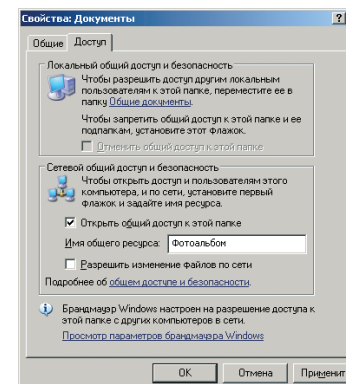 Свойства: Документы
?
Общие Доступ
Локальный общий доступ и безопасность
Чтобы разрешить доступ другим локальным
пользователям к этой папке, переместите ее в
папку Общие документы.
Чтобы запретить общий доступ к этой папке и ее
подпапкам, установите этот флажок.
Отменить общий доступ к этой папке
Сетевой общий доступ и безопасность
Чтобы открыть доступ и пользователям этого
компьютера, и по сети, установите первый
флажок и задайте имя ресурса.
Открыть общий доступ к этой папке
Имя общего ресурса: Фотоальбом
Разрешить изменение файлов по сети
Подробнее об общем доступе и безопасности.
Брандмауэр Windows настроен на разрешение доступа к
этой папке с других компьютеров в сети.
Просмотр параметров брандмауэра Windows
ОК Отмена Применит